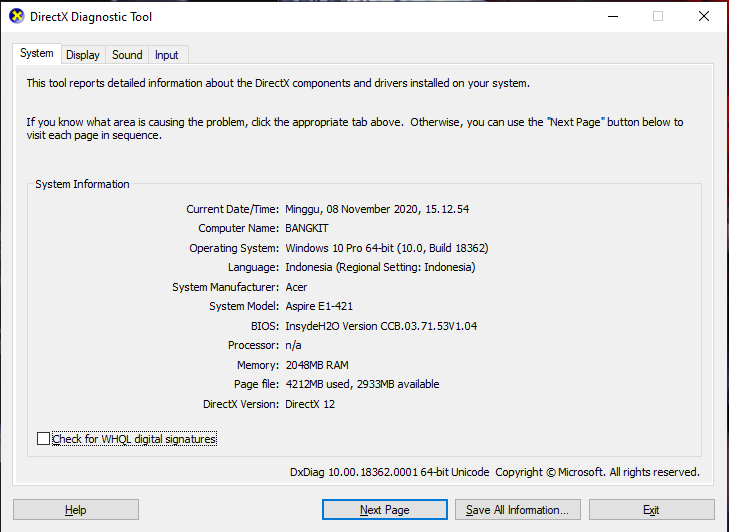 DirectX Diagnostic Tool
System Display Sound Input
This tool reports detailed information about the DirectX components and drivers installed on your system.
If you know what area is causing the problem, click the appropriate tab above.  Otherwise, you can use the "Next Page" button below to
visit each page in sequence.
System Information
Current Date/Time: Minggu, 08 November 2020, 15.12.54
Computer Name: BANGKIT
Operating System: Windows 10 Pro 64-bit (10.0, Build 18362)
Language: Indonesia (Regional Setting: Indonesia)
System Manufacturer: Acer
System Model: Aspire E1-421
BIOS: InsydeH2O Version CCB.03.71.53V1.04
Processor: n/a
Memory: 2048MB RAM
Page file: 4212MB used, 2933MB available
DirectX Version: DirectX 12
Check for WHQL digital signatures
DxDiag 10.00.18362.0001 64-bit Unicode  Copyright © Microsoft. All rights reserved.
Help Next Page Save All Information... Exit